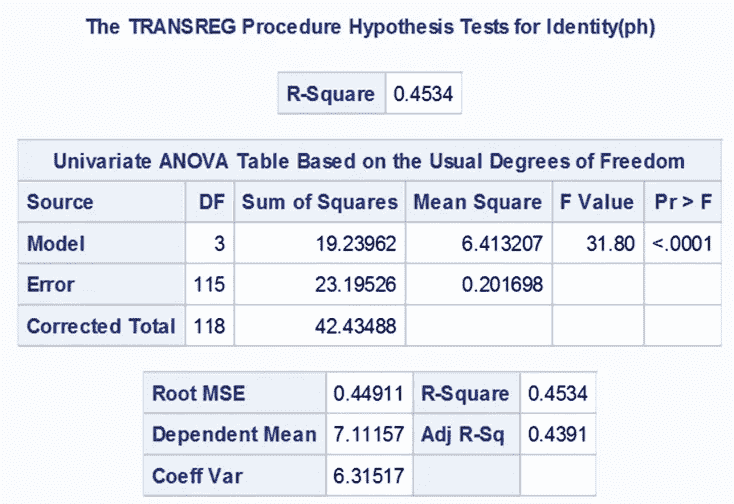 The TRANSREG Procedure Hypothesis Tests for Identity(ph)
R-Square 0.4534
Univariate ANOVA Table Based on the Usual Degrees of Freedom
Source DF Sum of Squares Mean Square F Value Pr > F
Model 3 19.23962 6.413207 31.80 <.0001
Error 115 23.19526 0.201698
Corrected Total 118 42.43488
Root MSE 0.44911 R-Square 0.4534
Dependent Mean 7.11157 Adj R-Sq 0.4391
Coeff Var 6.31517